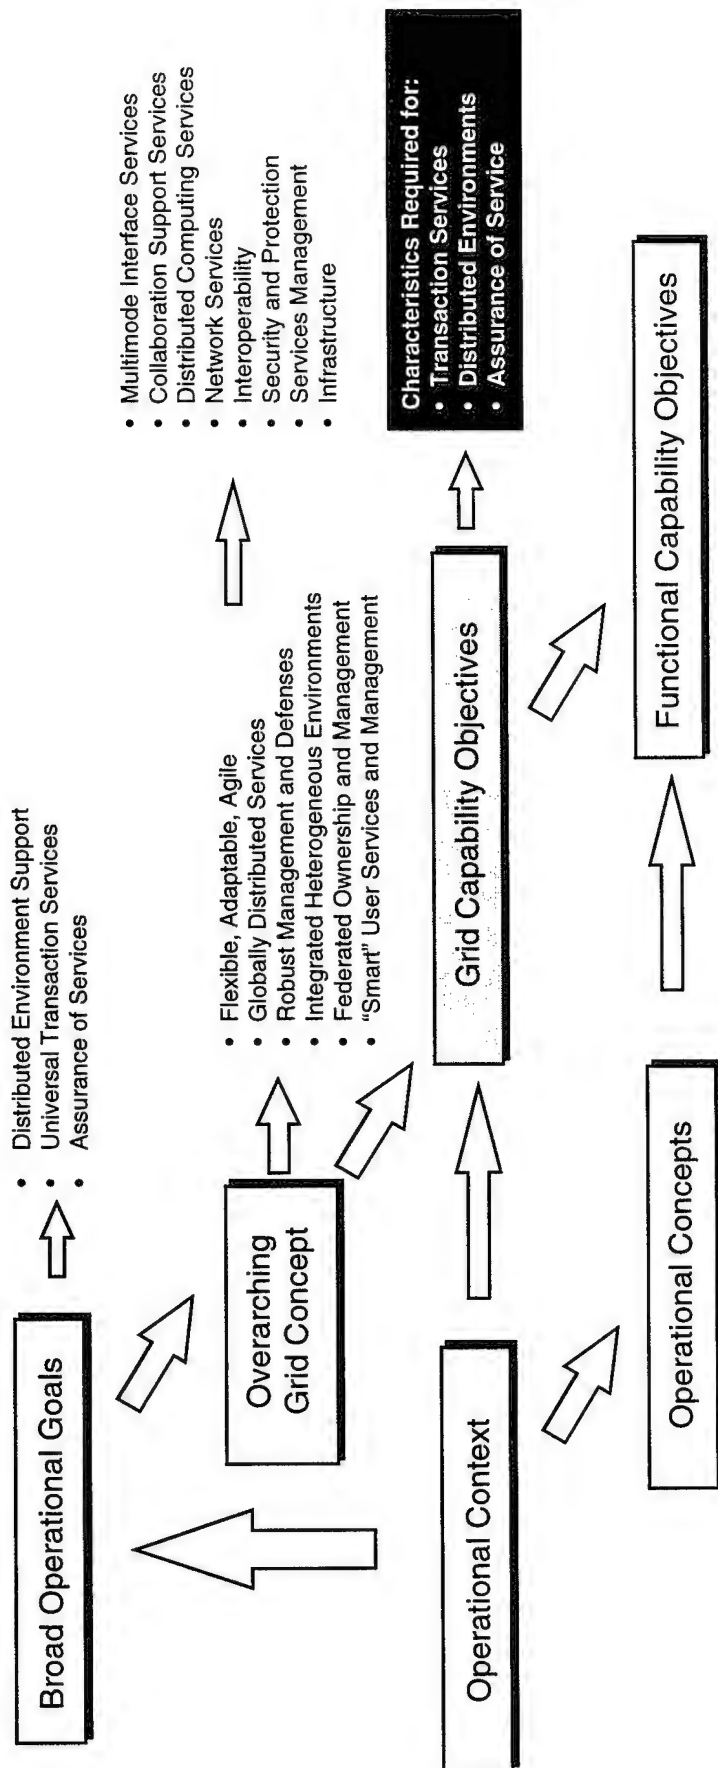 Broad Operational Goals
• Distributed Environment Support
• Universal Transaction Services
• Assurance of Services
Overarching
Grid Concept
• Flexible, Adaptable, Agile
• Globally Distributed Services
• Robust Management and Defenses
• Integrated Heterogeneous Environments
• Federated Ownership and Management
• “Smart” User Services and Management
• Multimode Interface Services
• Collaboration Support Services
• Distributed Computing Services
• Network Services
• Interoperability
• Security and Protection
• Services Management
• Infrastructure
Operational Context
Grid Capability Objectives
Characteristics Required for:
• Transaction Services
• Distributed Environments
• Assurance of Service
Operational Concepts
Functional Capability Objectives